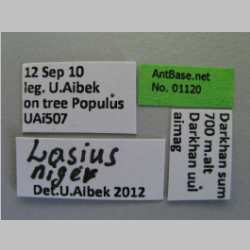 12 Sep 10
leg. U.Aibek
on tree Populus
UAi507
AntBase.net
No. 01120
Lasius
niger
Det.U.Aibek 2012
Darkhan sum
700 m.alt
Darkhan uul
aimag